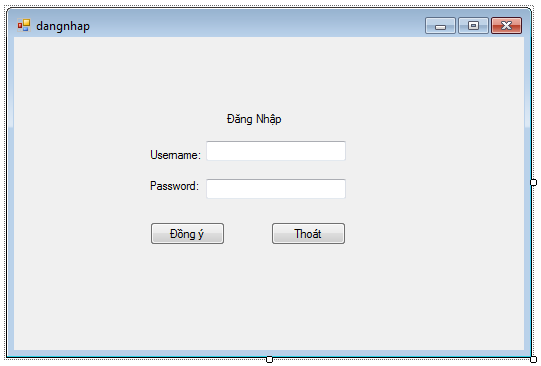 dangnhap
Đăng Nhập
Username:
Password:
Đồng ý
Thoát